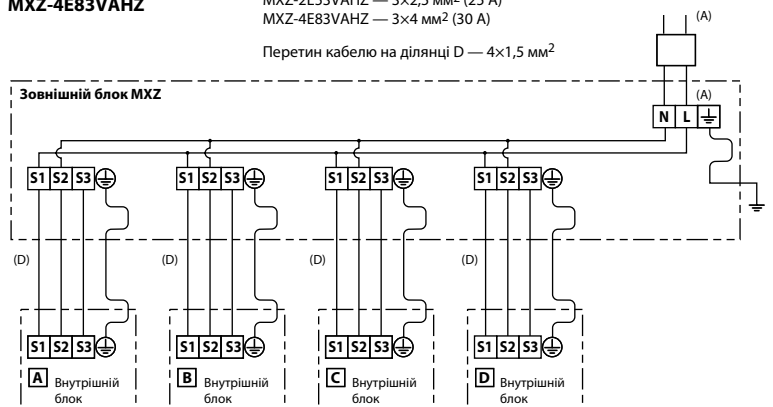 MXZ-4E83VAHZ
MXZ-2E53VAHZ — 3×2,5 мм² (25 А)
MXZ-4E83VAHZ — 3×4 мм² (30 А)
Перетин кабелю на ділянці D — 4×1,5 мм²
(A)
Зовнішній блок MXZ
(A)
N L
S1 S2 S3 S1 S2 S3 S1 S2 S3 S1 S2 S3
(D) (D) (D) (D)
S1 S2 S3 S1 S2 S3 S1 S2 S3 S1 S2 S3
A Внутрішній блок
B Внутрішній блок
C Внутрішній блок
D Внутрішній блок